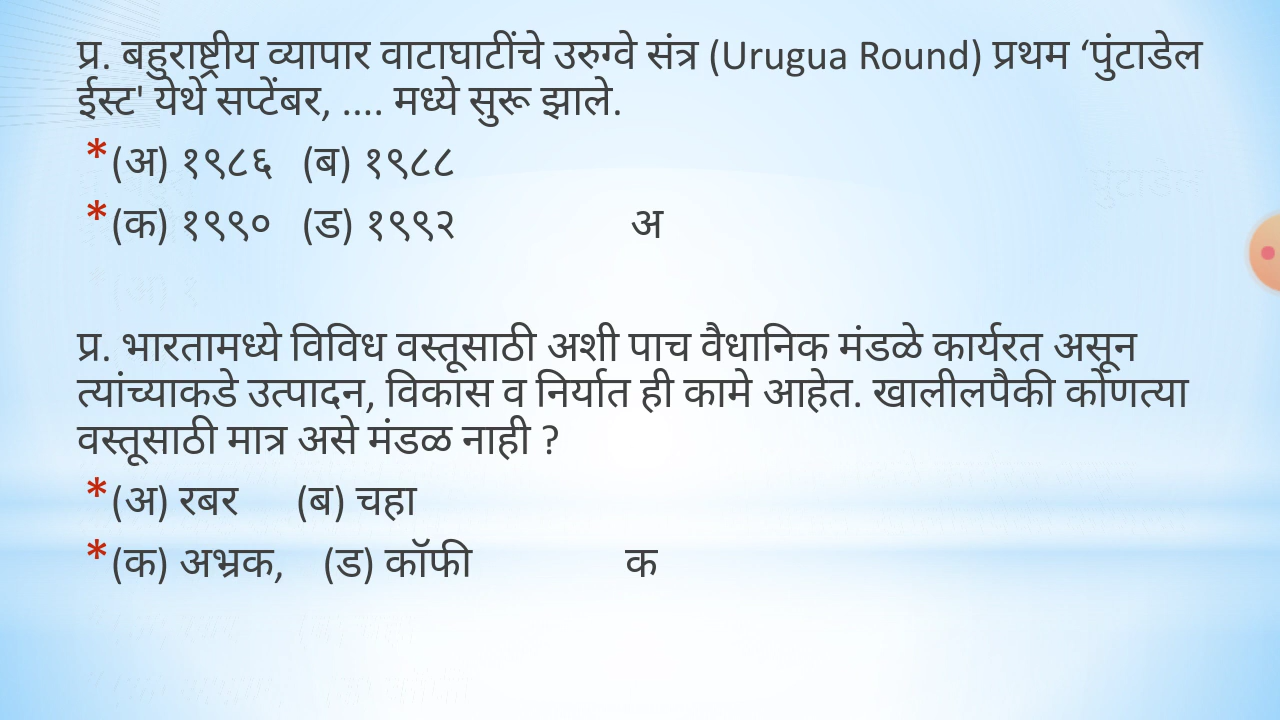 प्र. बहुराष्ट्रीय व्यापार वाटाघाटींचे उरुग्वे संत्र (Urugua Round) प्रथम ‘पुंटाडेल
ईस्ट' येथे सप्टेंबर, .... मध्ये सुरू झाले.
*(अ) १९८६ (ब) १९८८
*(क) १९९० (ड) १९९२ अ
प्र. भारतामध्ये विविध वस्तूसाठी अशी पाच वैधानिक मंडळे कार्यरत असून
त्यांच्याकडे उत्पादन, विकास व निर्यात ही कामे आहेत. खालीलपैकी कोणत्या
वस्तूसाठी मात्र असे मंडळ नाही ?
*(अ) रबर (ब) चहा
*(क) अभ्रक, (ड) कॉफी क